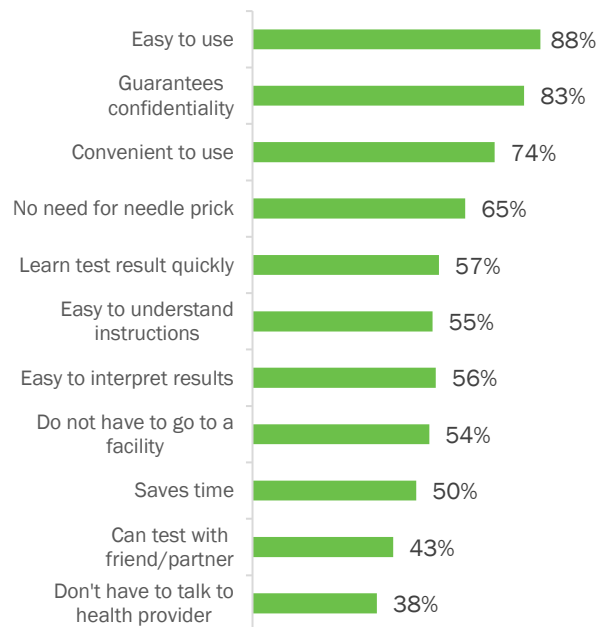 Easy to use
88%
Guarantees
confidentiality
83%
Convenient to use
74%
No need for needle prick
65%
Learn test result quickly
57%
Easy to understand
instructions
55%
Easy to interpret results
56%
Do not have to go to a
facility
54%
Saves time
50%
Can test with
friend/partner
43%
Don't have to talk to
health provider
38%